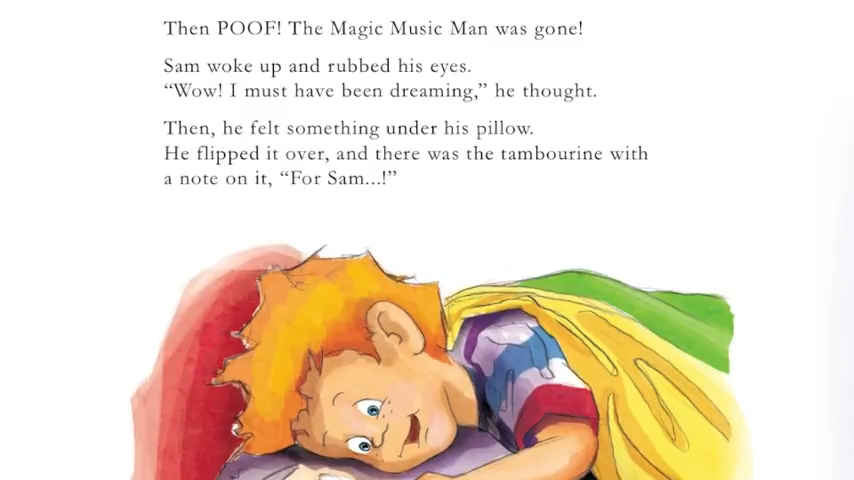 Then POOF! The Magic Music Man was gone!
Sam woke up and rubbed his eyes.
“Wow! I must have been dreaming,” he thought.
Then, he felt something under his pillow.
He flipped it over, and there was the tambourine with
a note on it, “For Sam...!”